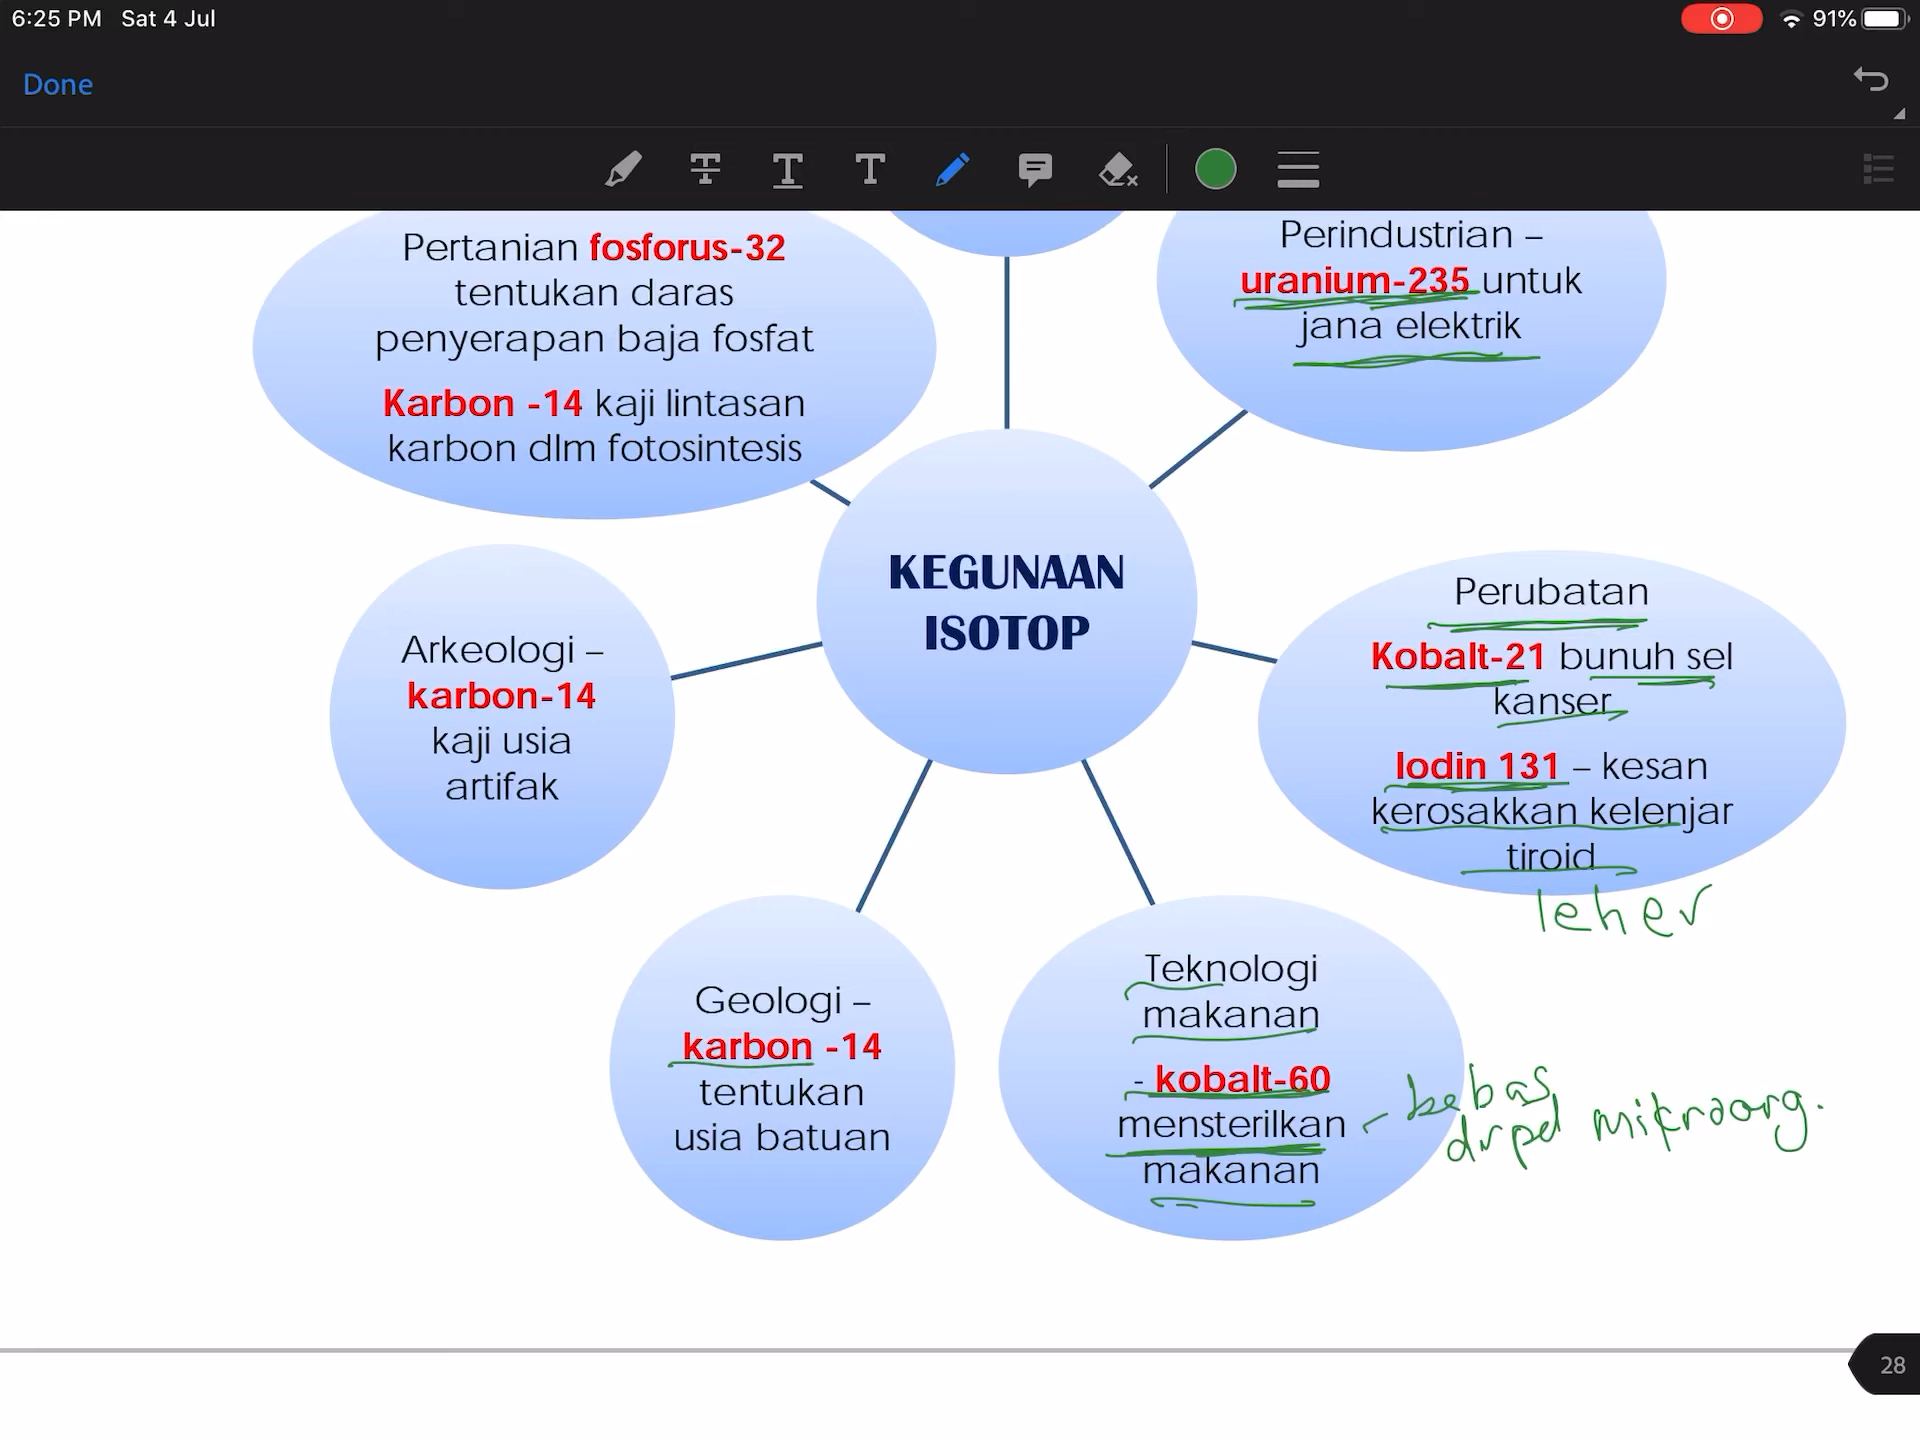 6:25 PM Sat 4 Jul
91%
Done
Pertanian fosforus-32
tentukan daras
penyerapan baja fosfat
Karbon -14 kaji lintasan
karbon dlm fotosintesis
Perindustrian –
uranium-235 untuk
jana elektrik
KEGUNAAN
ISOTOP
Arkeologi –
karbon-14
kaji usia
artifak
Perubatan
Kobalt-21 bunuh sel
kanser
Iodin 131 – kesan
kerosakkan kelenjar
tiroid
leher
Geologi –
karbon -14
tentukan
usia batuan
Teknologi
makanan
- kobalt-60
mensterilkan
makanan
bebas
drpd mikroorg.
28